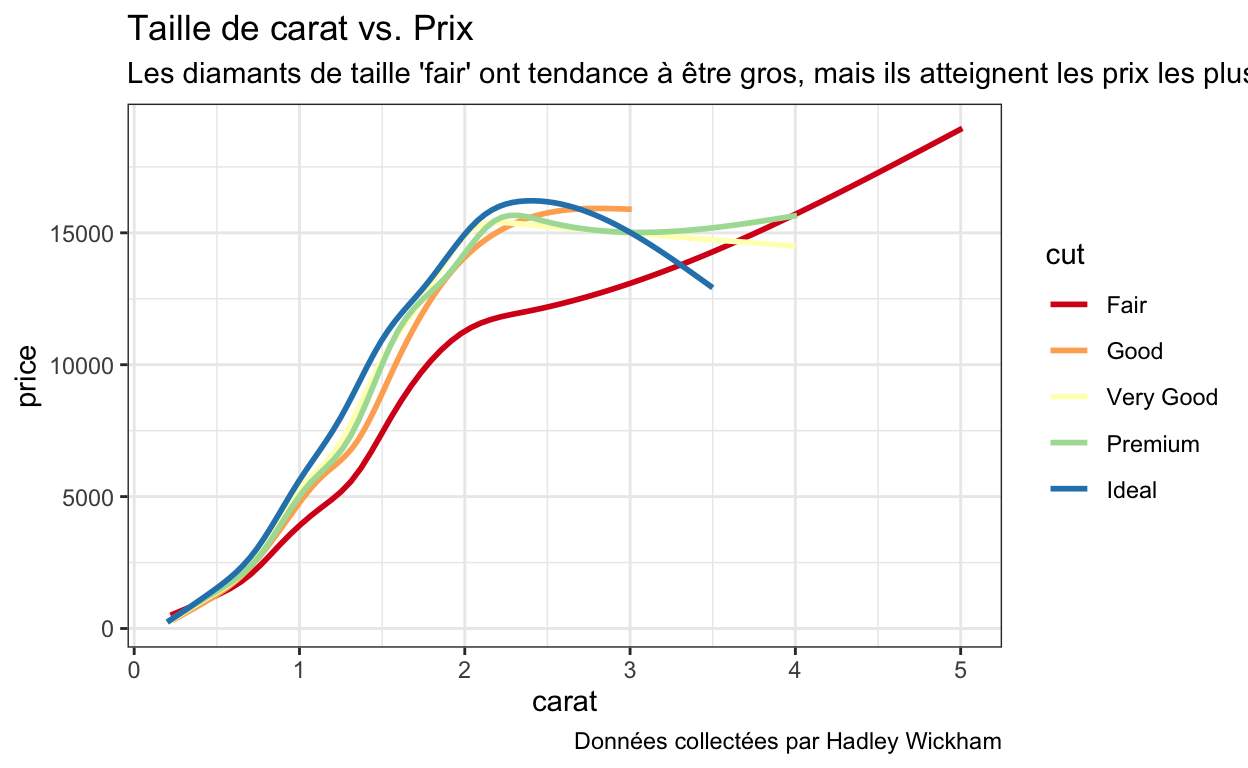 Taille de carat vs. Prix
Les diamants de taille 'fair' ont tendance à être gros, mais ils atteignent les prix les plus
15000
10000
5000
0
price
0 1 2 3 4 5
carat
cut
Fair
Good
Very Good
Premium
Ideal
Données collectées par Hadley Wickham